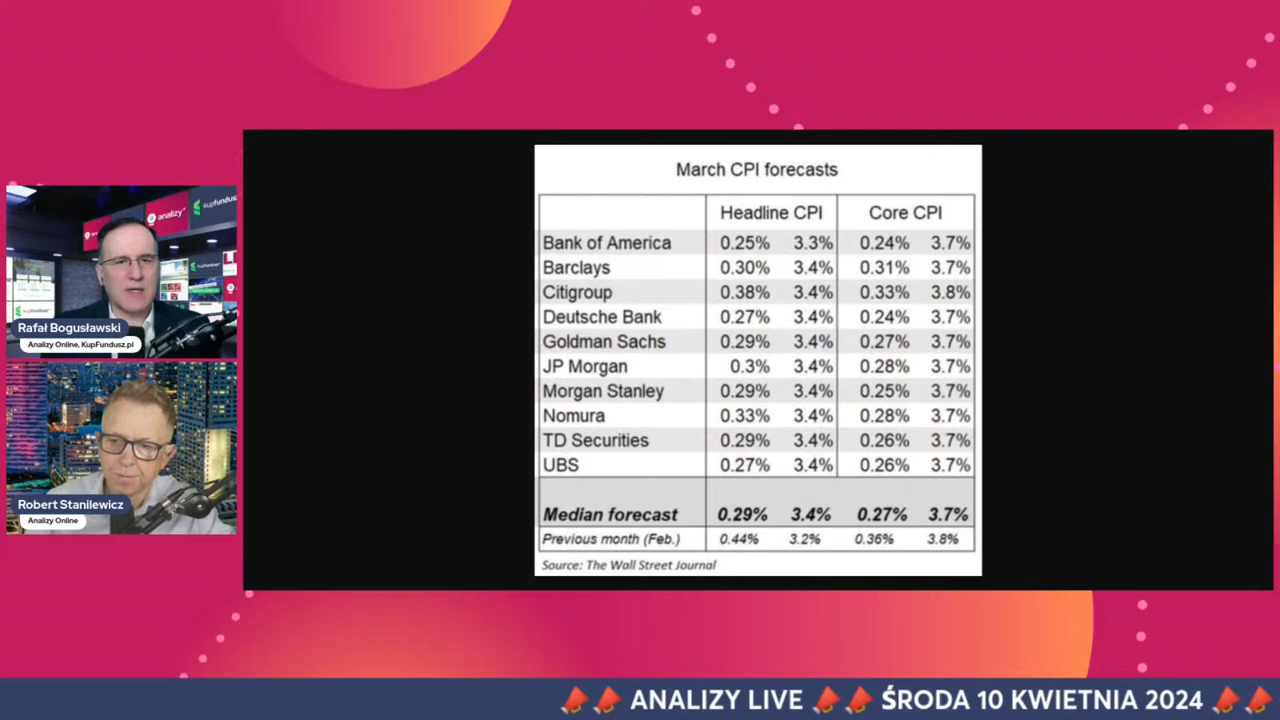 March CPI forecasts
Headline CPI Core CPI
Bank of America 0.25% 3.3% 0.24% 3.7%
Barclays 0.30% 3.4% 0.31% 3.7%
Citigroup 0.38% 3.4% 0.33% 3.8%
Deutsche Bank 0.27% 3.4% 0.24% 3.7%
Goldman Sachs 0.29% 3.4% 0.27% 3.7%
JP Morgan 0.3% 3.4% 0.28% 3.7%
Morgan Stanley 0.29% 3.4% 0.25% 3.7%
Nomura 0.33% 3.4% 0.28% 3.7%
TD Securities 0.29% 3.4% 0.26% 3.7%
UBS 0.27% 3.4% 0.26% 3.7%
Median forecast 0.29% 3.4% 0.27% 3.7%
Previous month (Feb.) 0.44% 3.2% 0.36% 3.8%
Source: The Wall Street Journal
kupfundusz
analizy
Rafał Bogusławski
Analizy Online, KupFundusz.pl
Robert Stanilewicz
Analizy Online
ANALIZY LIVE ŚRODA 10 KWIETNIA 2024